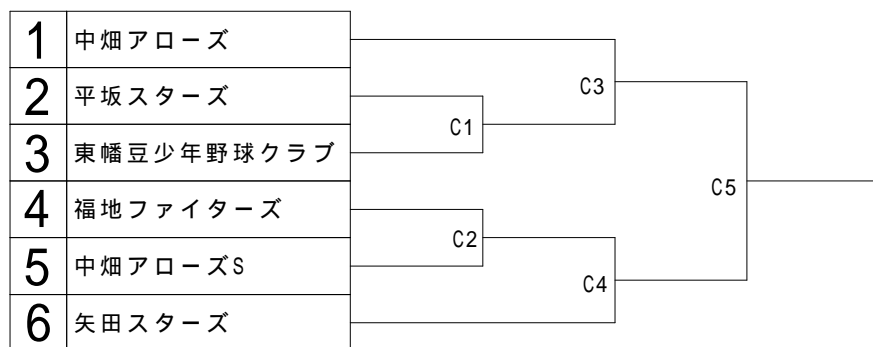 1 中畑アローズ
2 平坂スターズ
3 東幡豆少年野球クラブ
4 福地ファイターズ
5 中畑アローズS
6 矢田スターズ
C1
C2
C3
C4
C5